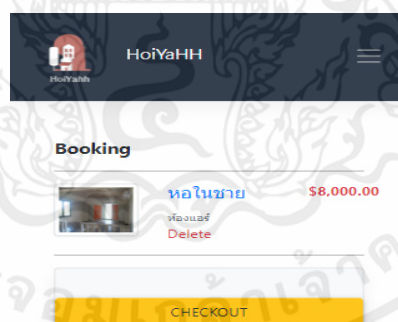 HoiYaHH
HoiYahh
Booking
หอในชาย
$8,000.00
ห้องแอร์
Delete
CHECKOUT